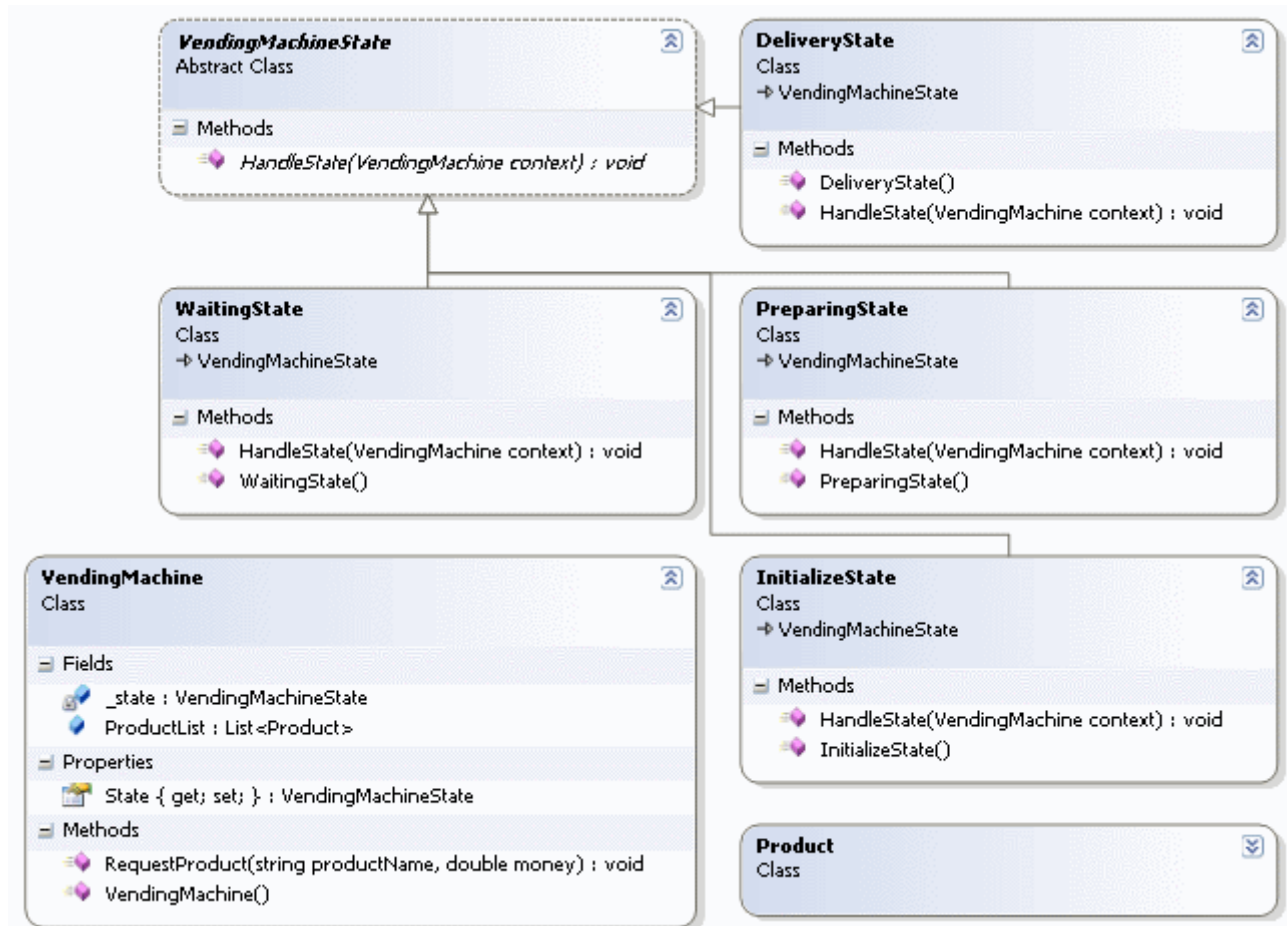 VendingMachineState
Abstract Class
Methods
HandleState(VendingMachine context) : void
DeliveryState
Class
VendingMachineState
Methods
DeliveryState()
HandleState(VendingMachine context) : void
WaitingState
Class
VendingMachineState
Methods
HandleState(VendingMachine context) : void
WaitingState()
PreparingState
Class
VendingMachineState
Methods
HandleState(VendingMachine context) : void
PreparingState()
VendingMachine
Class
Fields
_state : VendingMachineState
ProductList : List<Product>
Properties
State { get; set; } : VendingMachineState
Methods
RequestProduct(string productName, double money) : void
VendingMachine()
InitializeState
Class
VendingMachineState
Methods
HandleState(VendingMachine context) : void
InitializeState()
Product
Class